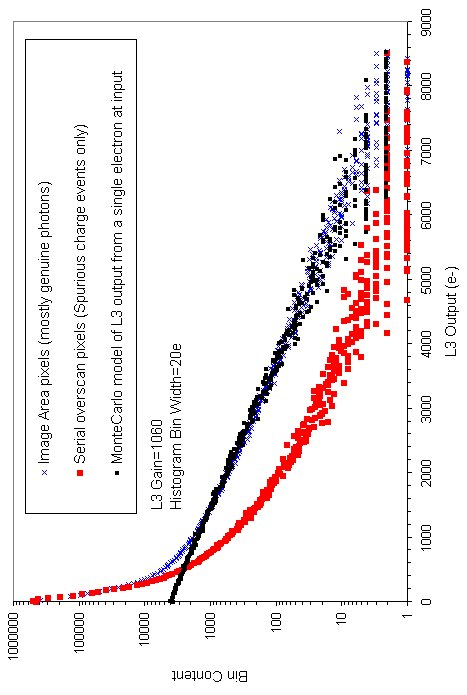 Image Area pixels (mostly genuine photons)
Serial overscan pixels (Spurious charge events only)
MonteCarlo model of L3 output from a single electron at input
L3 Gain=1060
Histogram Bin Width=20e
Bin Content
1000000
100000
10000
1000
100
10
1
0
1000
2000
3000
4000
5000
6000
7000
8000
9000
L3 Output (e-)